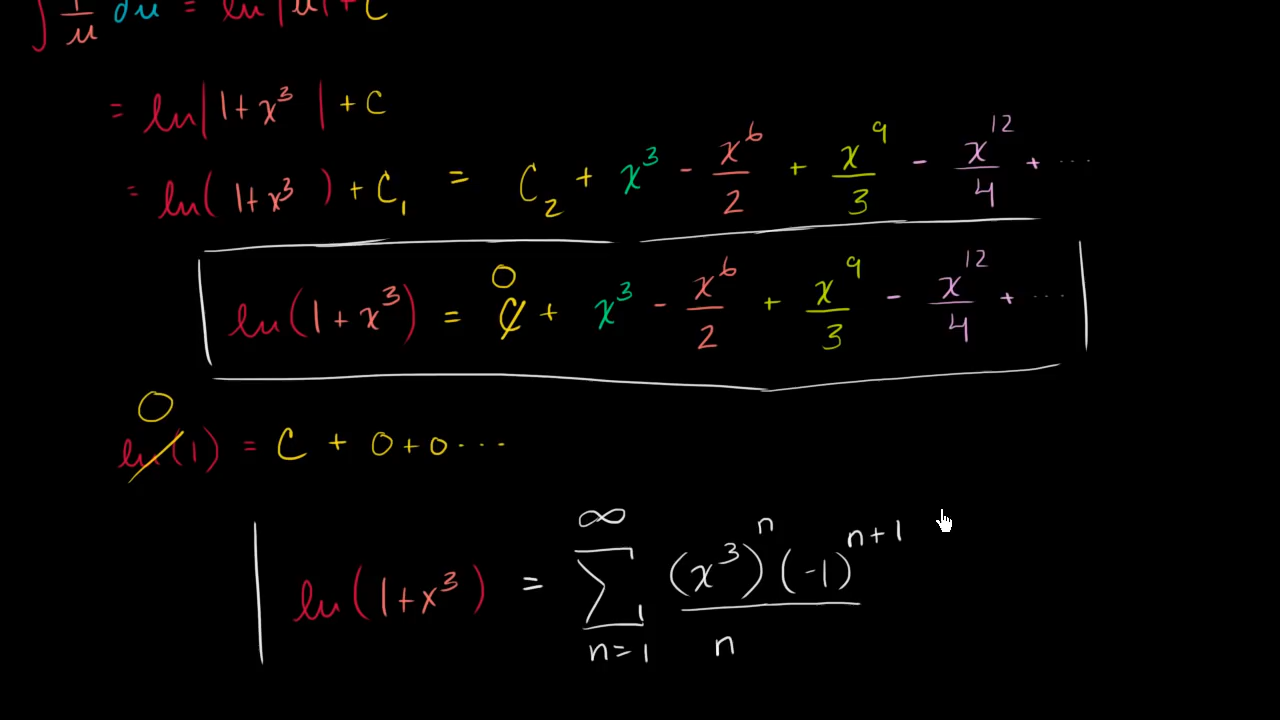 ∫ 1/u du = ln|u| + C
= ln|1 + x³| + C
= ln(1+x³) + C₁ = C₂ + x³ - x⁶/2 + x⁹/3 - x¹²/4 + ···
0
ln(1 + x³) = C + x³ - x⁶/2 + x⁹/3 - x¹²/4 + ···
0
ln(1) = C + 0 + 0 ···
ln(1+x³) = ∑_{n=1}^{∞} (x³)ⁿ(-1)ⁿ⁺¹/n